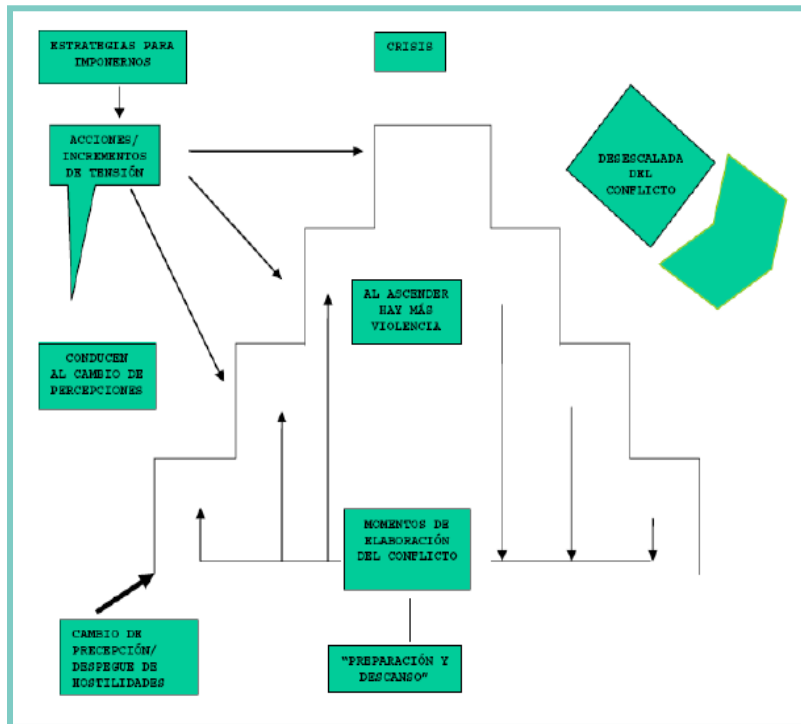 ESTRATEGIAS PARA
IMPONERNOS
CRISIS
ACCIONES/
INCREMENTOS
DE TENSIÓN
DESESCALADA
DEL
CONFLICTO
AL ASCENDER
HAY MÁS
VIOLENCIA
CONDUCEN
AL CAMBIO DE
PERCEPCIONES
MOMENTOS DE
ELABORACIÓN
DEL CONFLICTO
CAMBIO DE
PRECEPCIÓN/
DESPEGUE DE
HOSTILIDADES
"PREPARACIÓN Y
DESCANSO"